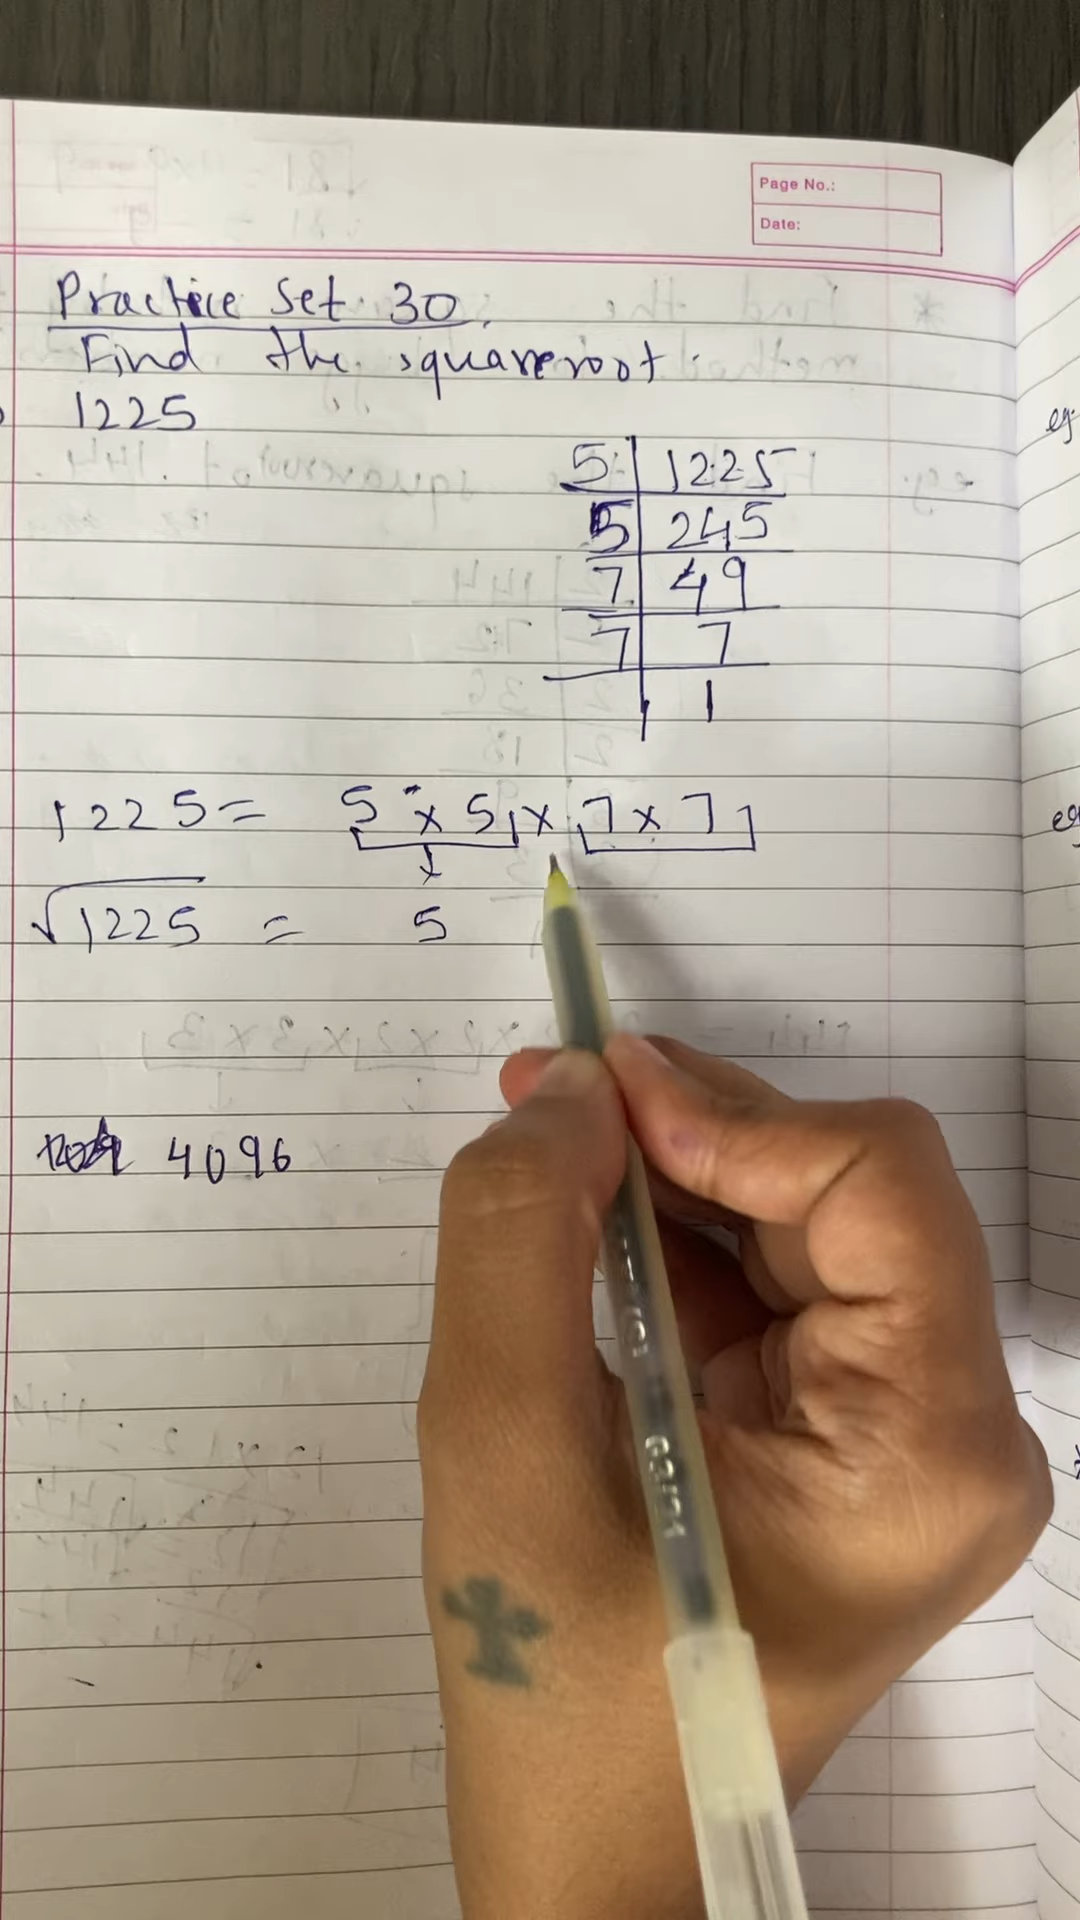 Page No.:
Date:
Practice Set 30.
Find the squareroot
1225
5 | 1225
5 | 245
7 | 49
7 | 7
1
1225 = 5 x 5 x 7 x 7
√1225 = 5
4096
eg.